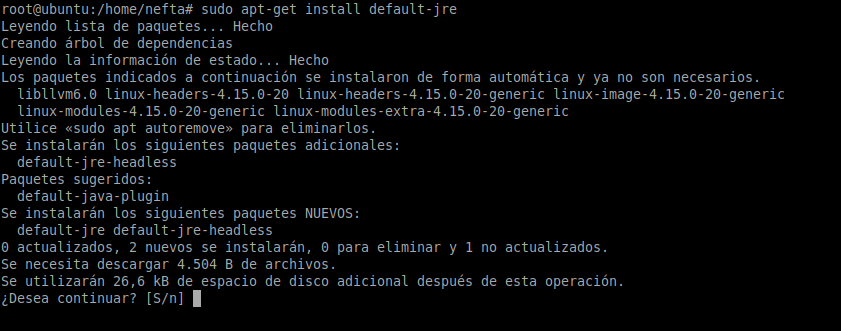 root@ubuntu:/home/nefta# sudo apt-get install default-jre
Leyendo lista de paquetes... Hecho
Creando árbol de dependencias
Leyendo la información de estado... Hecho
Los paquetes indicados a continuación se instalaron de forma automática y ya no son necesarios.
  libllvm6.0 linux-headers-4.15.0-20 linux-headers-4.15.0-20-generic linux-image-4.15.0-20-generic
  linux-modules-4.15.0-20-generic linux-modules-extra-4.15.0-20-generic
Utilice «sudo apt autoremove» para eliminarlos.
Se instalarán los siguientes paquetes adicionales:
  default-jre-headless
Paquetes sugeridos:
  default-java-plugin
Se instalarán los siguientes paquetes NUEVOS:
  default-jre default-jre-headless
0 actualizados, 2 nuevos se instalarán, 0 para eliminar y 1 no actualizados.
Se necesita descargar 4.504 B de archivos.
Se utilizarán 26,6 kB de espacio de disco adicional después de esta operación.
¿Desea continuar? [S/n]